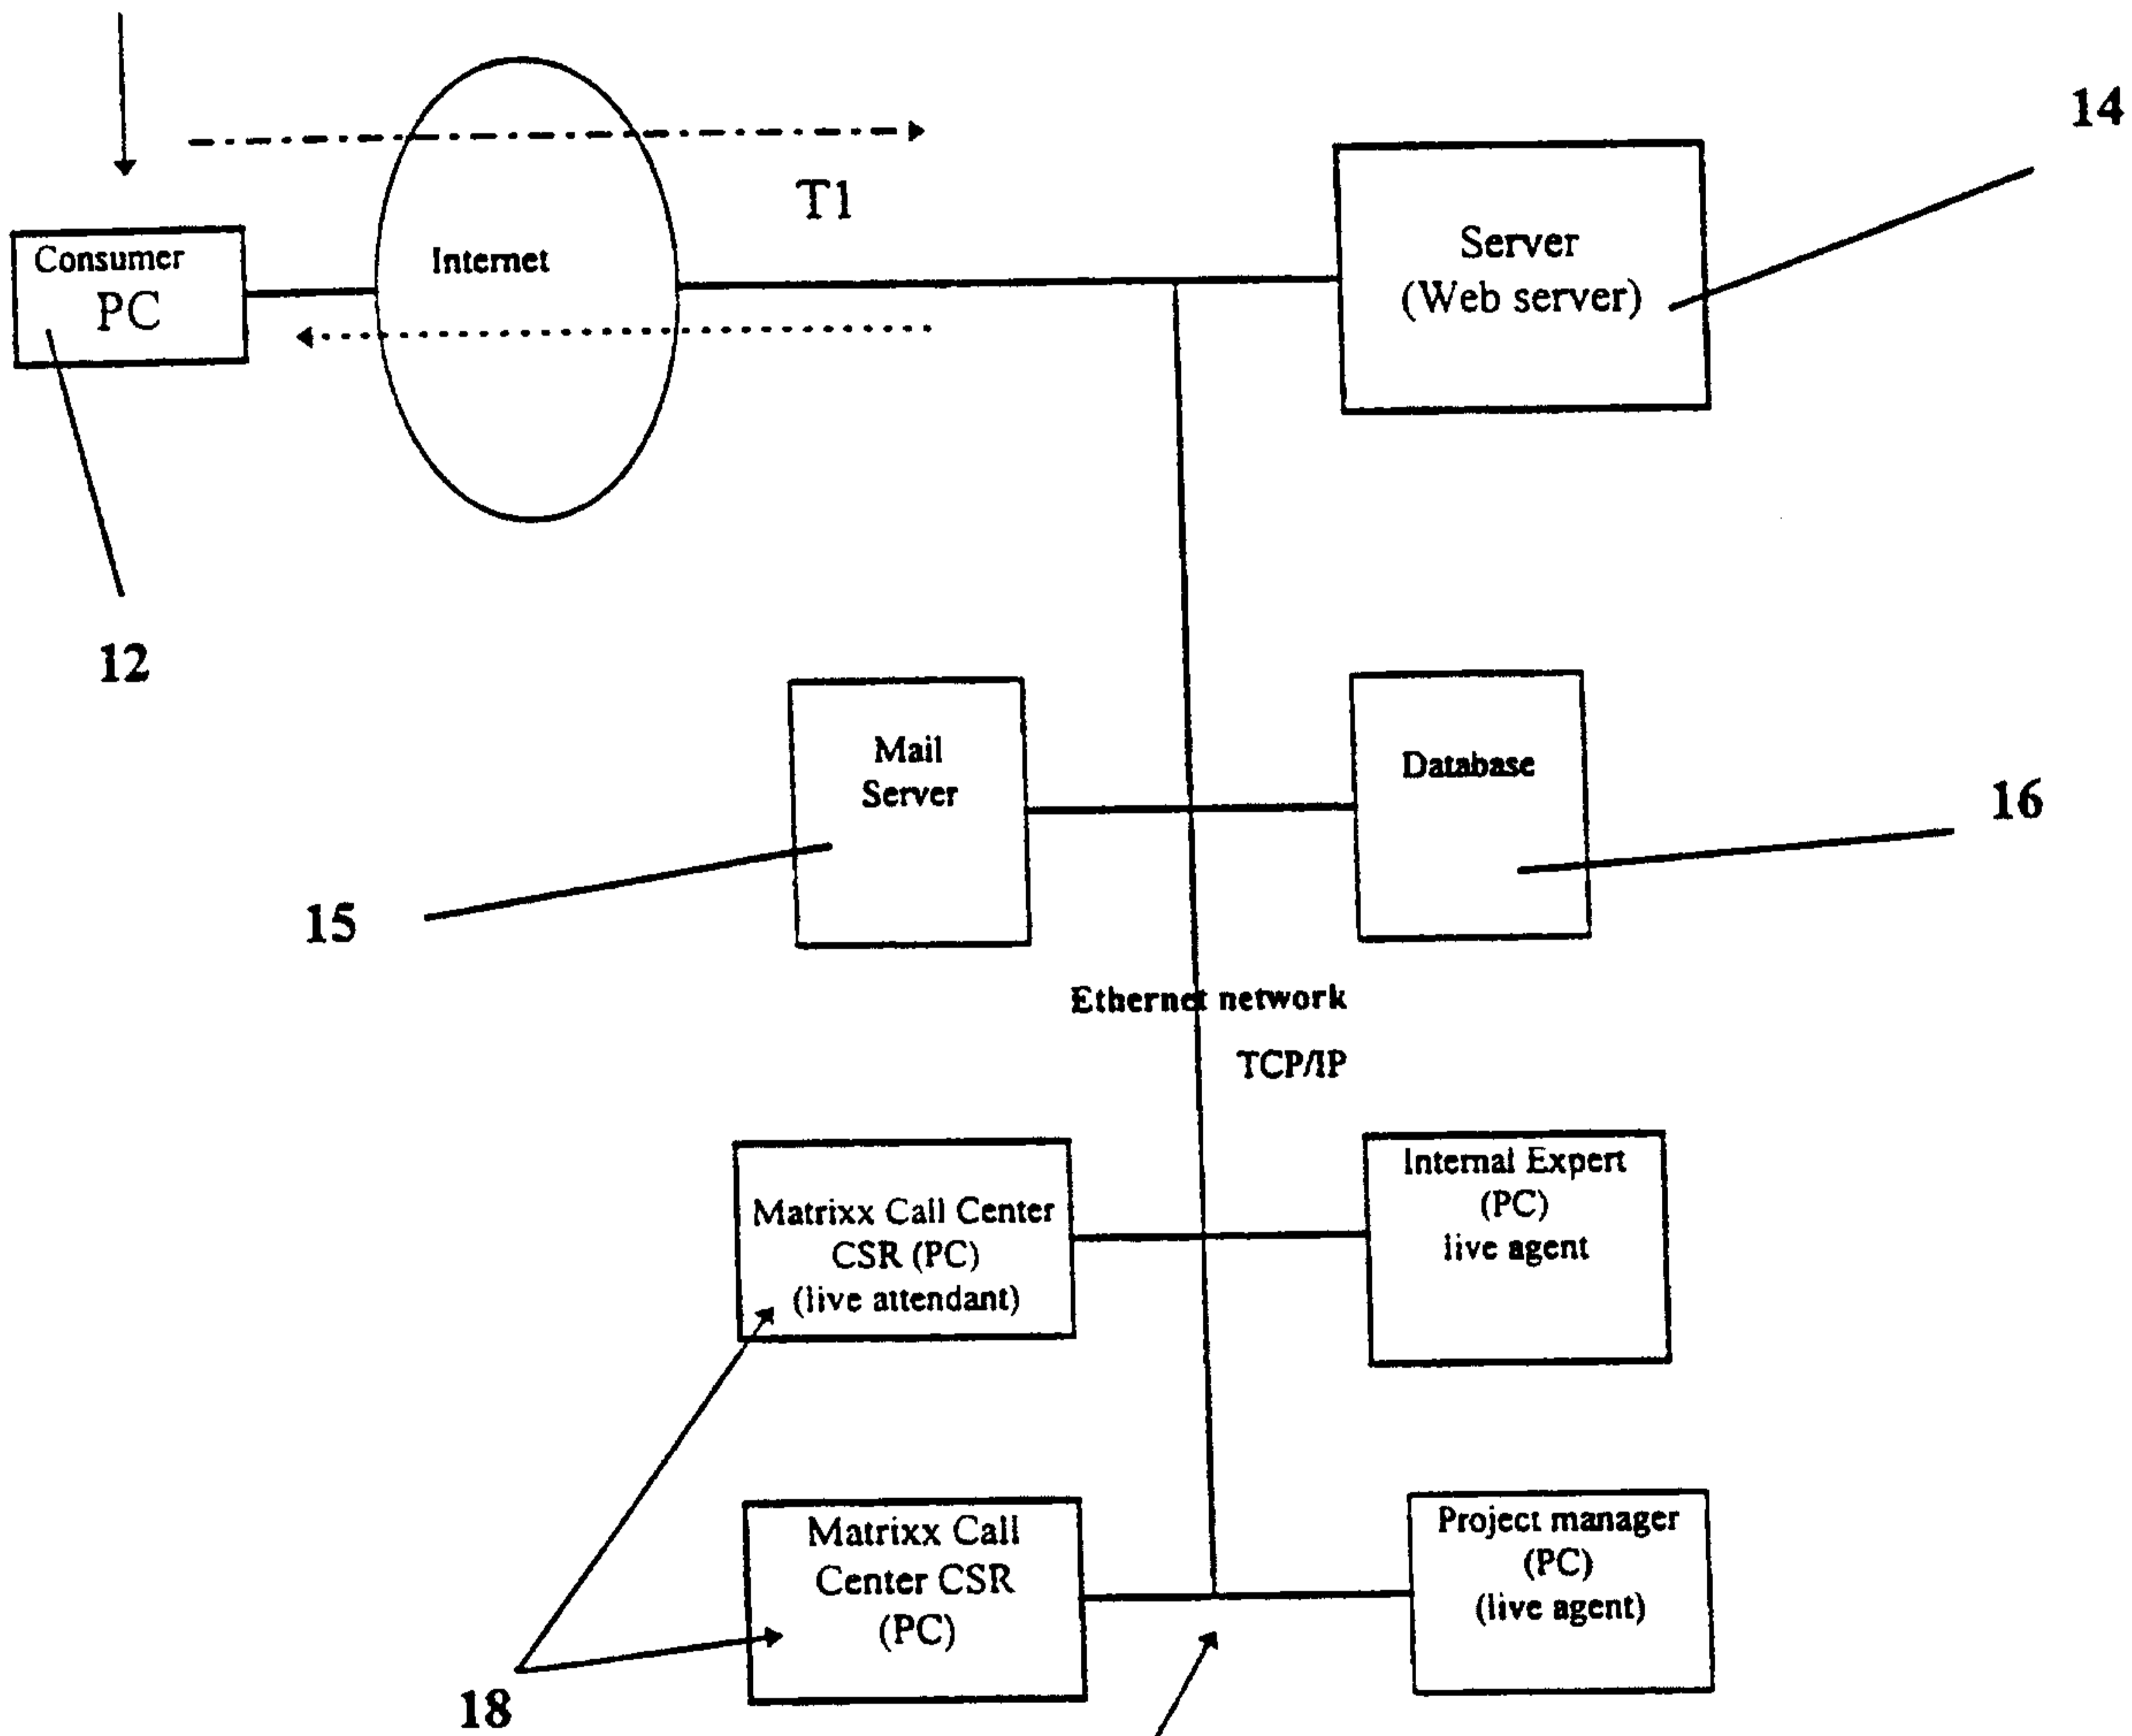 14
T1
Consumer
PC
Internet
Server
(Web server)
12
Mail
Server
Database
16
15
Ethernet network
TCP/IP
Matrixx Call Center
CSR (PC)
(live attendant)
Internal Expert
(PC)
live agent
Matrixx Call
Center CSR
(PC)
Project manager
(PC)
(live agent)
18